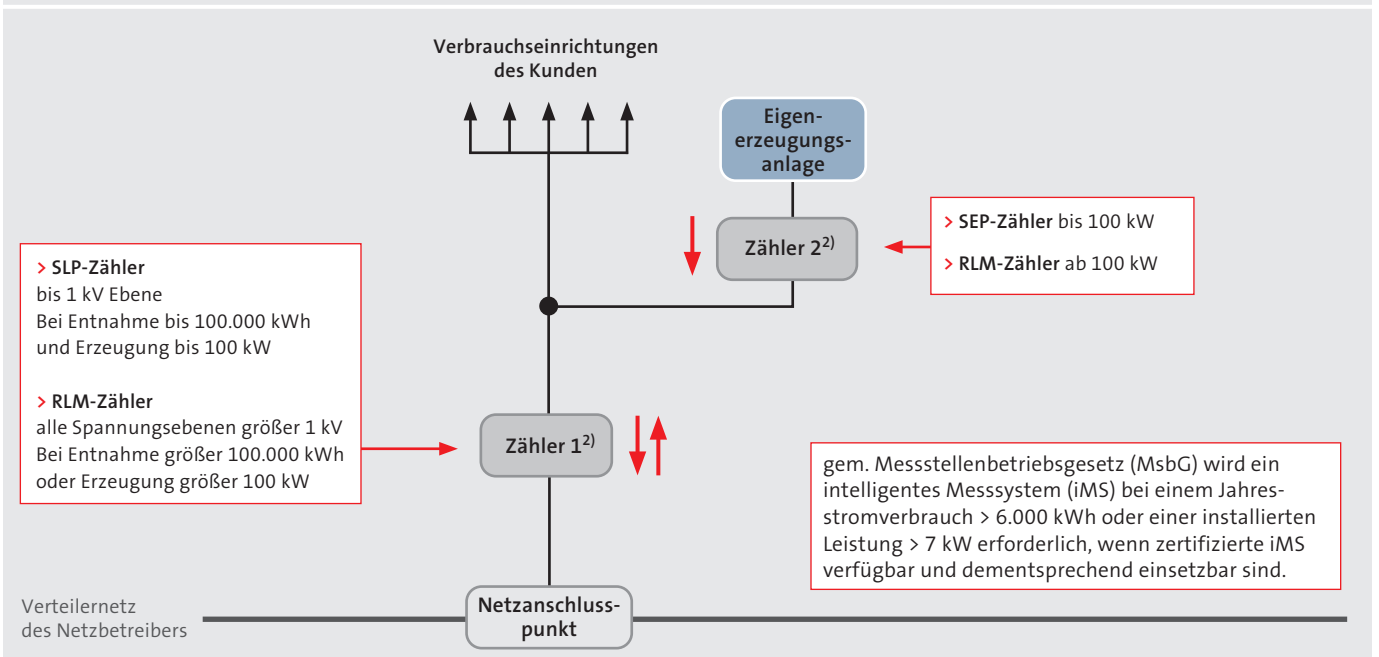 Verbrauchseinrichtungen
des Kunden
Eigen-
erzeugungs-
anlage
Zähler 2²⁾
> SEP-Zähler bis 100 kW
> RLM-Zähler ab 100 kW
> SLP-Zähler
bis 1 kV Ebene
Bei Entnahme bis 100.000 kWh
und Erzeugung bis 100 kW
> RLM-Zähler
alle Spannungsebenen größer 1 kV
Bei Entnahme größer 100.000 kWh
oder Erzeugung größer 100 kW
Zähler 1²⁾
gem. Messstellenbetriebsgesetz (MsbG) wird ein
intelligentes Messsystem (iMS) bei einem Jahres-
stromverbrauch > 6.000 kWh oder einer installierten
Leistung > 7 kW erforderlich, wenn zertifizierte iMS
verfügbar und dementsprechend einsetzbar sind.
Verteilernetz
des Netzbetreibers
Netzanschluss-
punkt